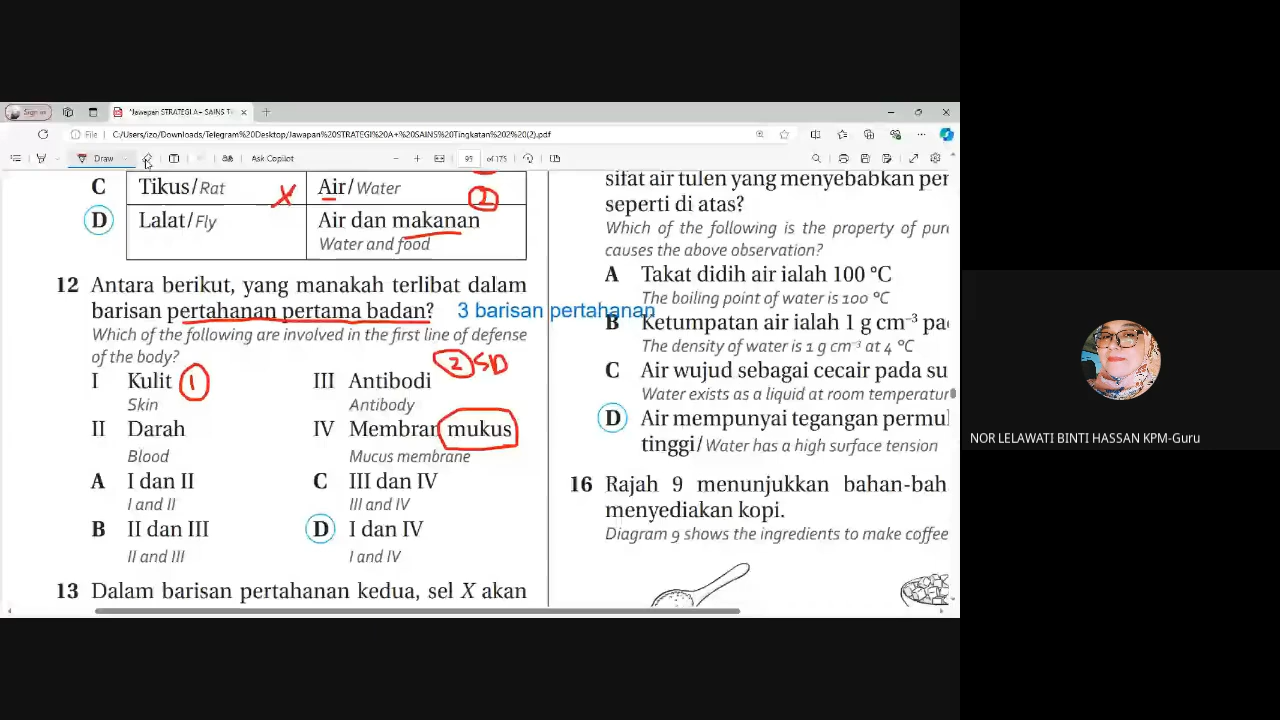 Sign in
*Jawapan STRATEGI A+ SAINS Ti
File
C:/Users/izo/Downloads/Telegram%20Desktop/Jawapan%20STRATEGI%20A+%20SAINS%20Tingkatan%202%20(2).pdf
Draw
Ask Copilot
95 of 175
C Tikus/Rat X Air/Water
2
D Lalat/Fly Air dan makanan
Water and food
12 Antara berikut, yang manakah terlibat dalam
barisan pertahanan pertama badan? 3 barisan pertahanan
Which of the following are involved in the first line of defense
of the body?
2 SD
I Kulit 1 III Antibodi
Skin Antibody
II Darah IV Membran mukus
Blood Mucus membrane
A I dan II C III dan IV
I and II III and IV
B II dan III D I dan IV
II and III I and IV
13 Dalam barisan pertahanan kedua, sel X akan
sifat air tulen yang menyebabkan per
seperti di atas?
Which of the following is the property of pur
causes the above observation?
A Takat didih air ialah 100 °C
The boiling point of water is 100 °C
B Ketumpatan air ialah 1 g cm⁻³ pa
The density of water is 1 g cm⁻³ at 4 °C
C Air wujud sebagai cecair pada su
Water exists as a liquid at room temperatur
D Air mempunyai tegangan permu
tinggi/Water has a high surface tension
16 Rajah 9 menunjukkan bahan-bah
menyediakan kopi.
Diagram 9 shows the ingredients to make coffee
NOR LELAWATI BINTI HASSAN KPM-Guru